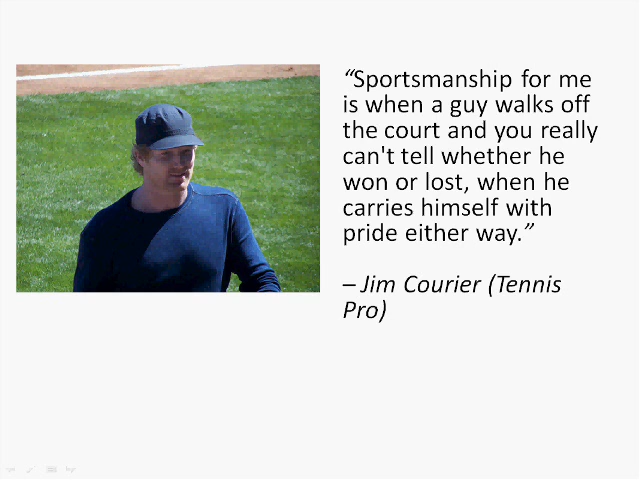 “Sportsmanship for me
is when a guy walks off
the court and you really
can't tell whether he
won or lost, when he
carries himself with
pride either way.”
– Jim Courier (Tennis
Pro)